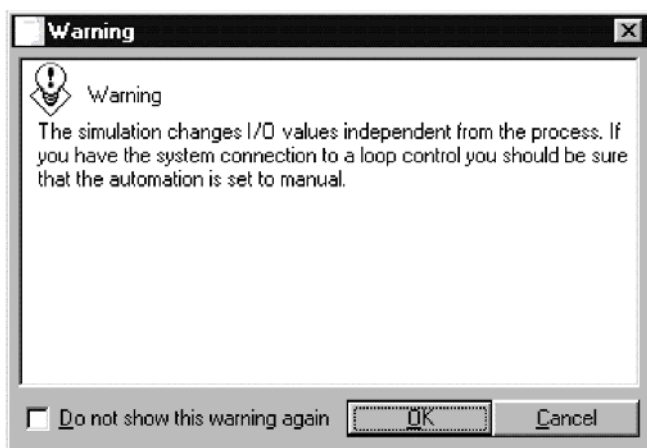 Warning
Warning
The simulation changes I/O values independent from the process. If
you have the system connection to a loop control you should be sure
that the automation is set to manual.
Do not show this warning again
OK
Cancel